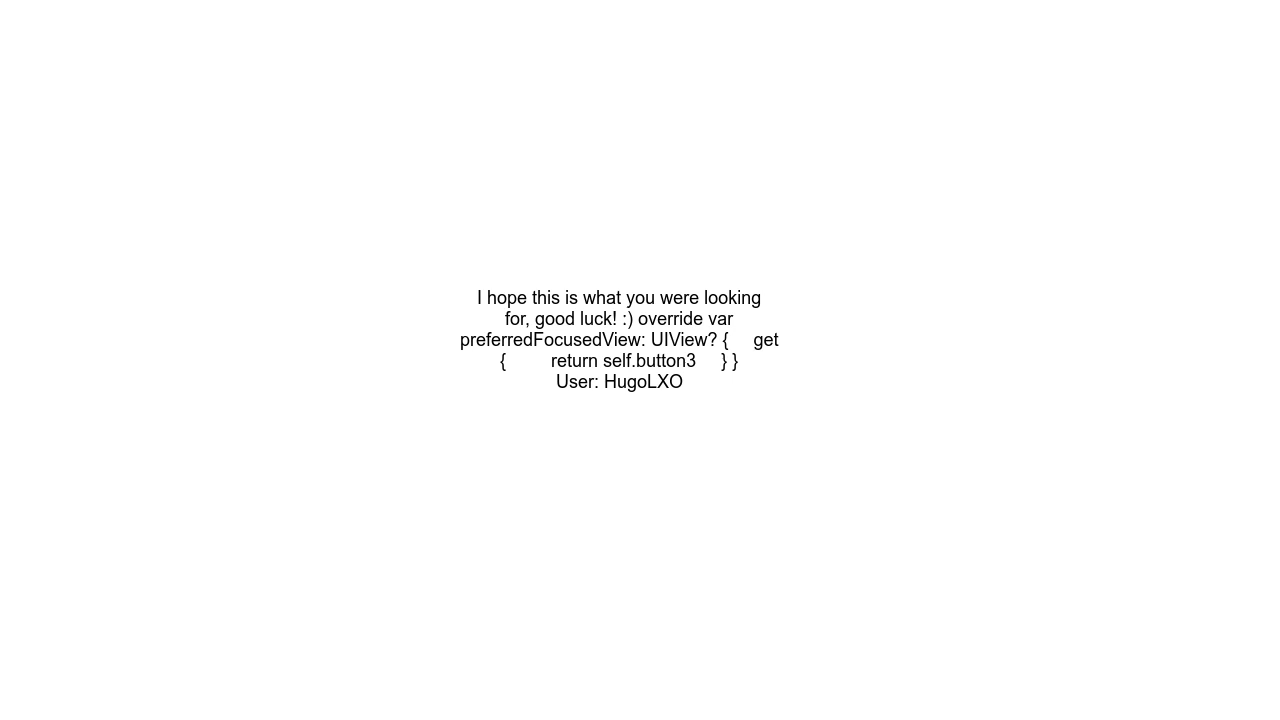 I hope this is what you were looking
for, good luck! :) override var
preferredFocusedView: UIView? {     get
{         return self.button3     } }
User: HugoLXO